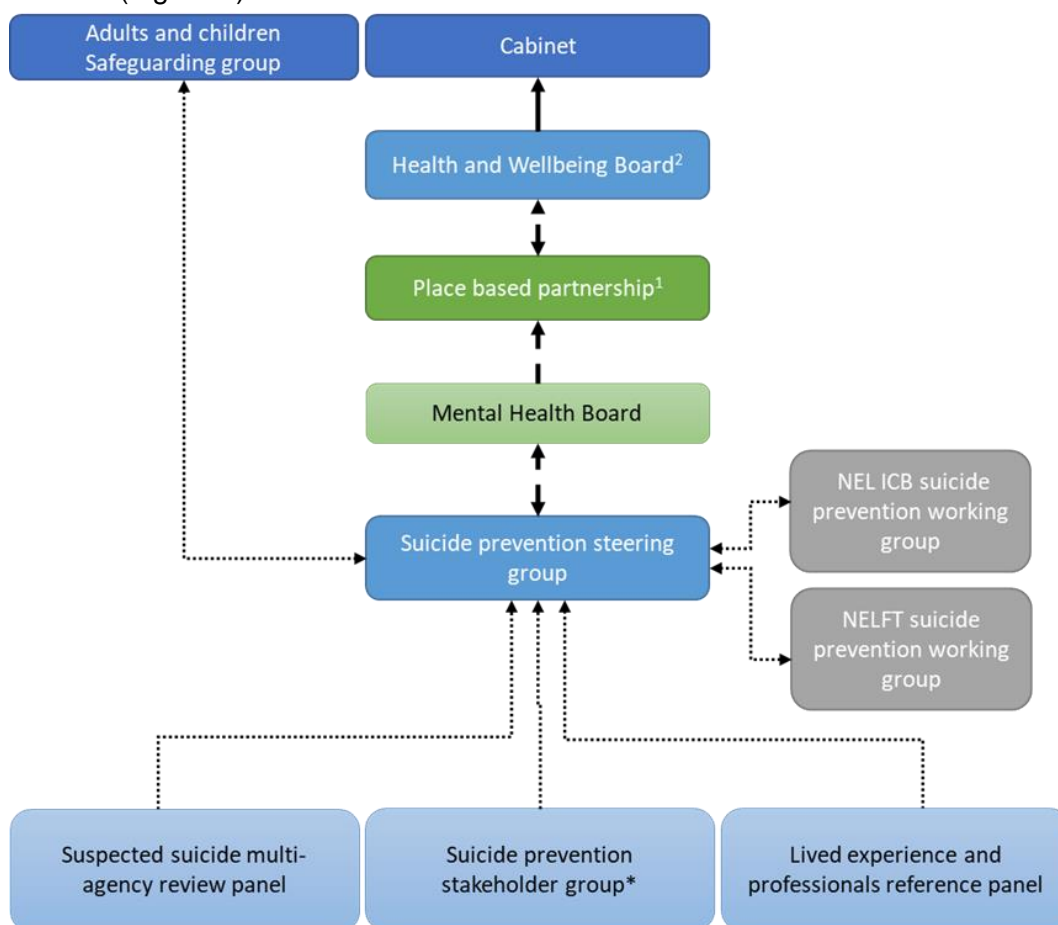 Adults and children
Safeguarding group
Cabinet
Health and Wellbeing Board²
Place based partnership¹
Mental Health Board
Suicide prevention steering
group
NEL ICB suicide
prevention working
group
NELFT suicide
prevention working
group
Suspected suicide multi-
agency review panel
Suicide prevention
stakeholder group*
Lived experience and
professionals reference panel